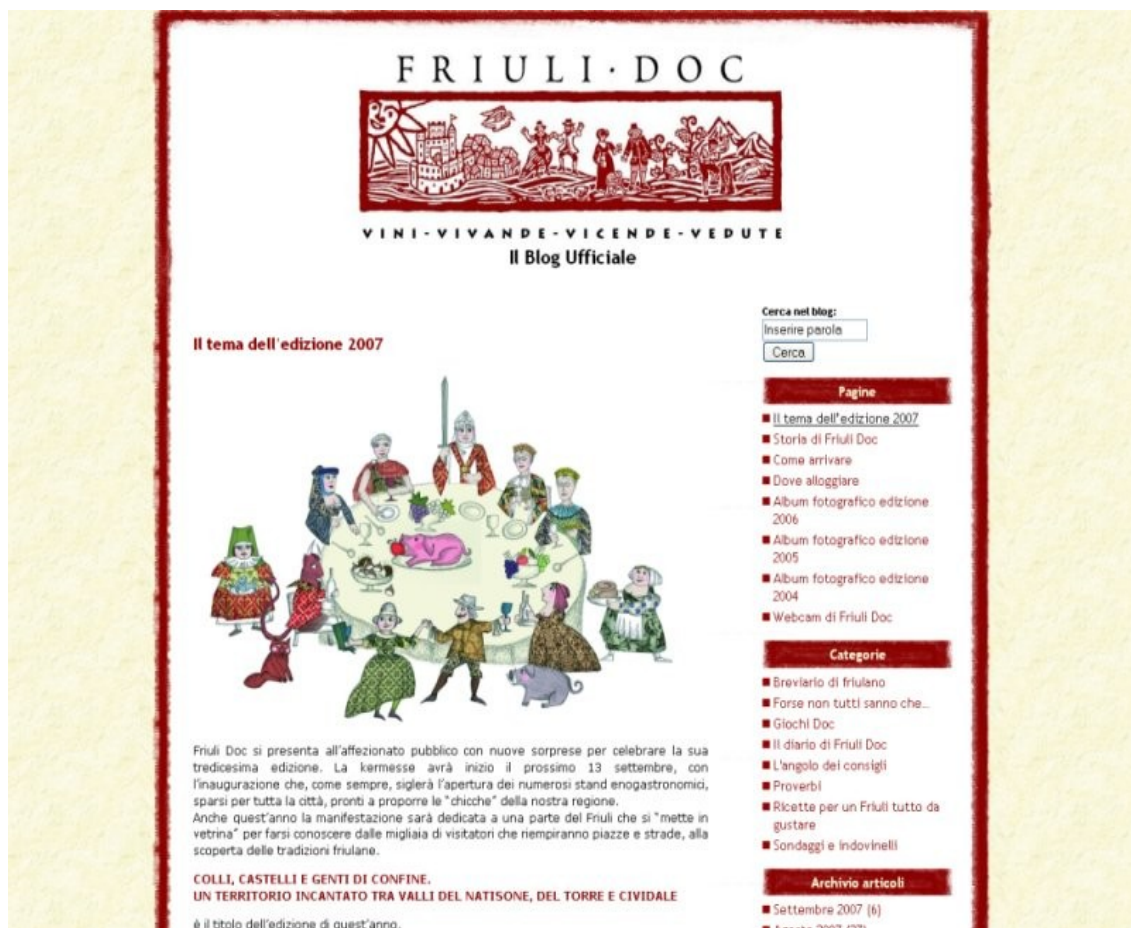 FRIULI·DOC
VINI-VIVANDE-VICENDE-VEDUTE
Il Blog Ufficiale
Il tema dell'edizione 2007
Friuli Doc si presenta all'affezionato pubblico con nuove sorprese per celebrare la sua
tredicesima edizione. La kermesse avrà inizio il prossimo 13 settembre, con
l'inaugurazione che, come sempre, siglerà l'apertura dei numerosi stand enogastronomici,
sparsi per tutta la città, pronti a proporre le "chicche" della nostra regione.
Anche quest'anno la manifestazione sarà dedicata a una parte del Friuli che si "mette in
vetrina" per farsi conoscere dalle migliaia di visitatori che riempiranno piazze e strade, alla
scoperta delle tradizioni friulane.
COLLI, CASTELLI E GENTI DI CONFINE.
UN TERRITORIO INCANTATO TRA VALLI DEL NATISONE, DEL TORRE E CIVIDALE
è il titolo dell'edizione di quest'anno.
Cerca nel blog:
Inserire parola
Cerca
Pagine
Il tema dell'edizione 2007
Storia di Friuli Doc
Come arrivare
Dove alloggiare
Album fotografico edizione
2006
Album fotografico edizione
2005
Album fotografico edizione
2004
Webcam di Friuli Doc
Categorie
Breviario di friulano
Forse non tutti sanno che...
Giochi Doc
Il diario di Friuli Doc
L'angolo dei consigli
Proverbi
Ricette per un Friuli tutto da
gustare
Sondaggi e indovinelli
Archivio articoli
Settembre 2007 (6)